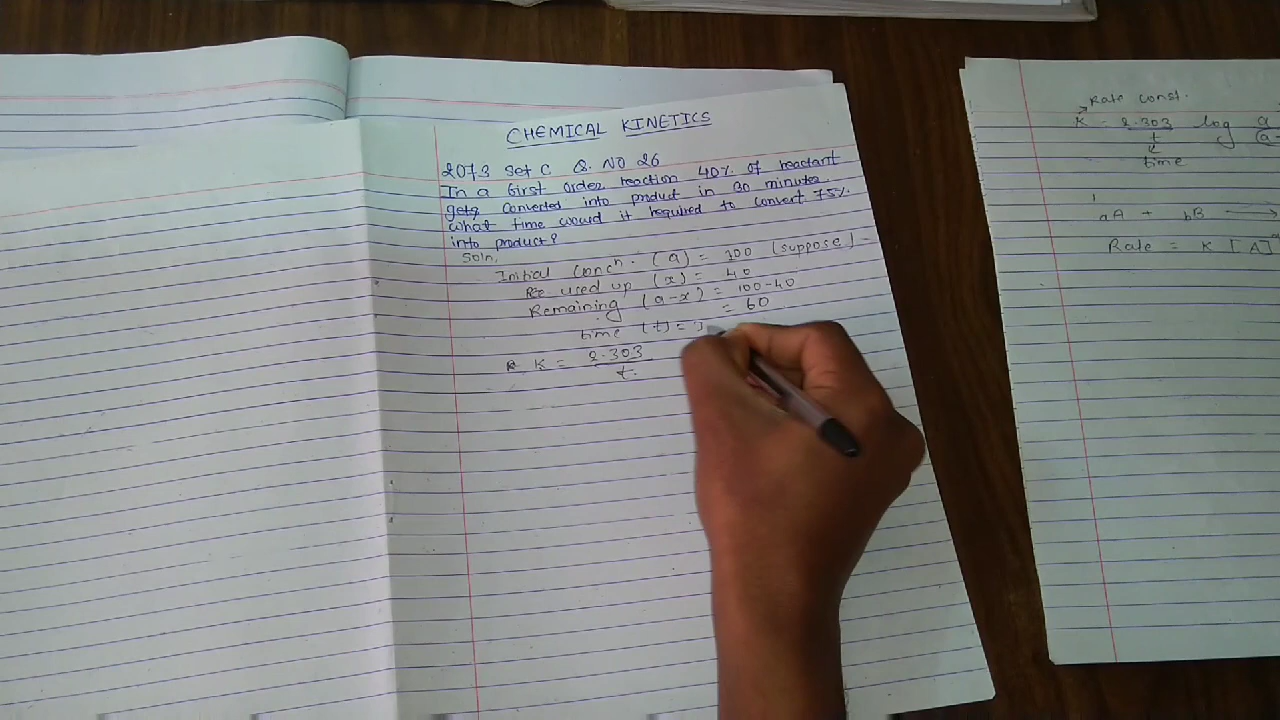 CHEMICAL KINETICS
2073 Set C Q. NO 26
In a first order reaction 40% of reactant
gets converted into product in 30 minutes.
what time would it required to convert 75%
into product?
Soln,
Initial Concn. (a) = 100 (suppose)
used up (x) = 40
Remaining (a-x) = 100-40
= 60
time (t) =
K = 2.303
t
Rate const.
K = 2.303 log a
t
time
aA + bB
Rate = K [A]